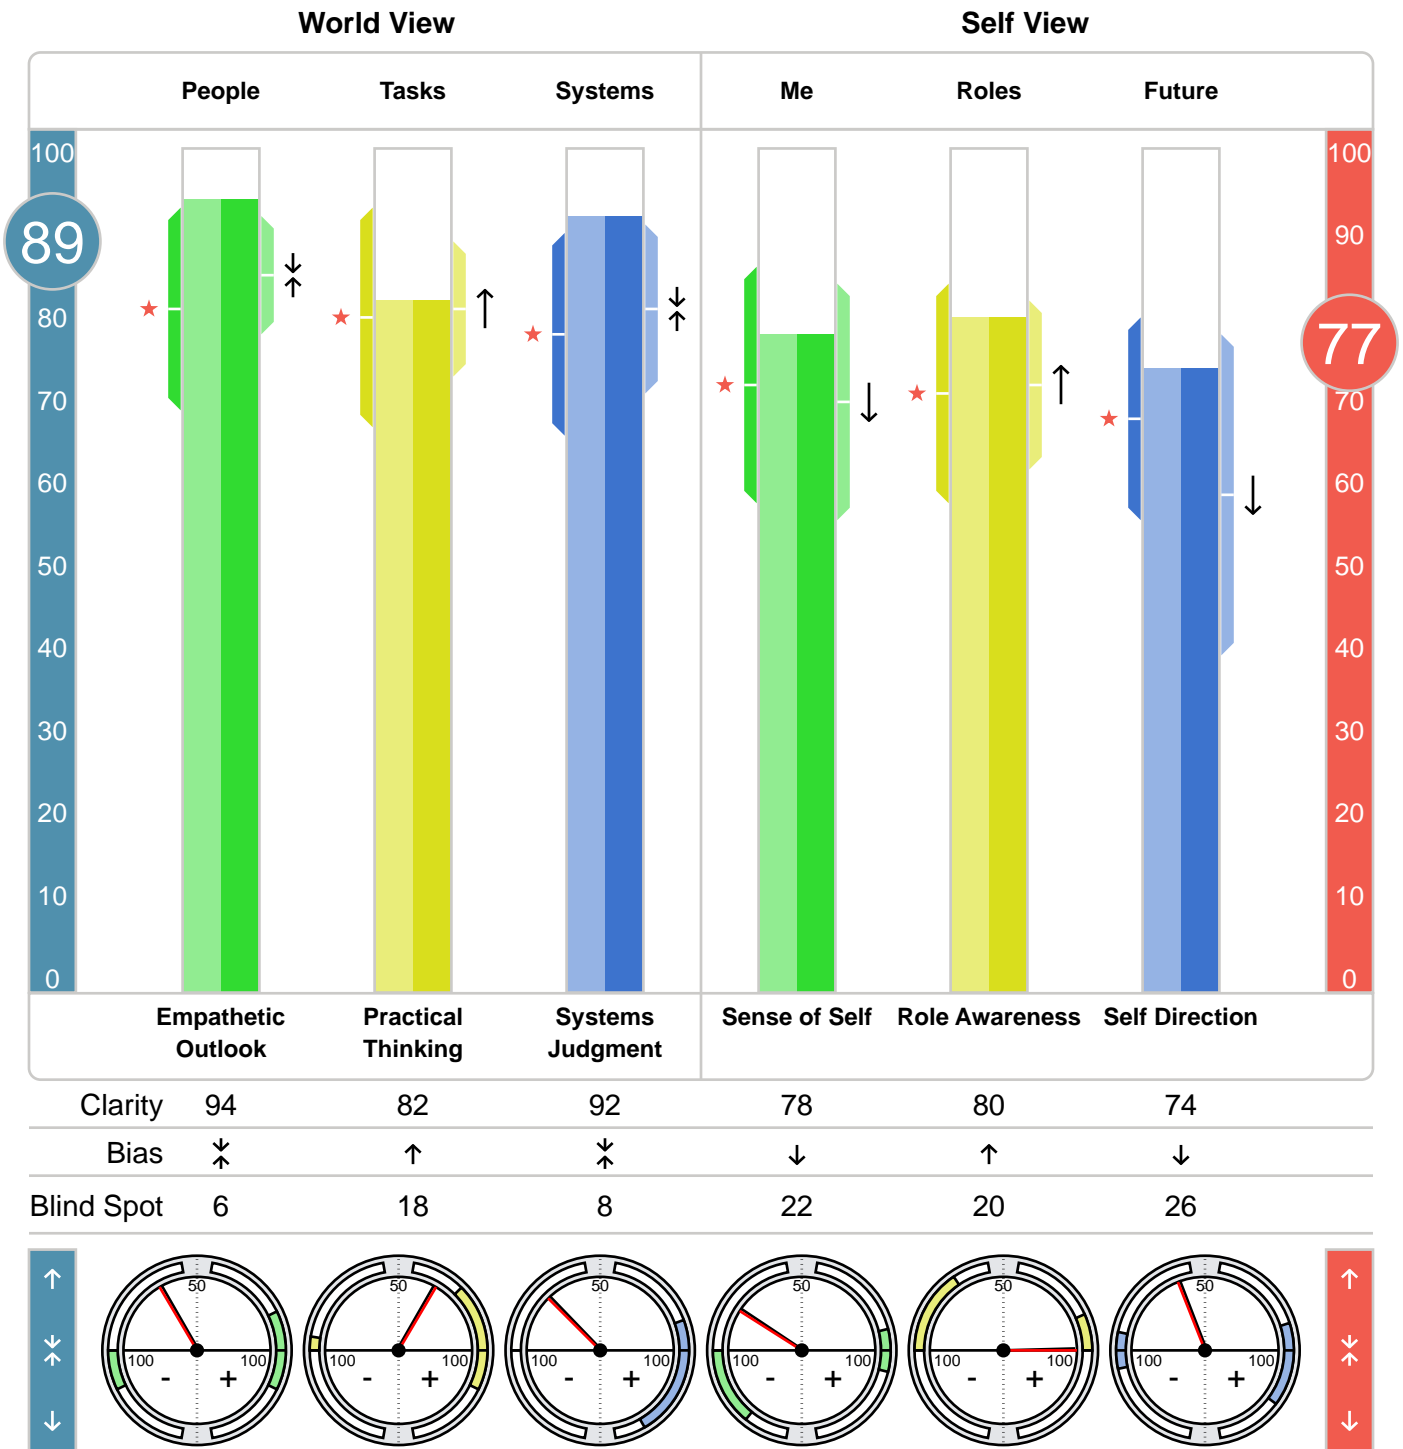 World View Self View
People Tasks Systems Me Roles Future
100 100
89
90
80
77
70 70
60 60
50 50
40 40
30 30
20 20
10 10
0 0
Empathetic Outlook Practical Thinking Systems Judgment Sense of Self Role Awareness Self Direction
Clarity 94 82 92 78 80 74
Bias ↓↑ ↑ ↓↑ ↓ ↑ ↓
Blind Spot 6 18 8 22 20 26
↑ 50 50 50 50 50 50 ↑
↓↑ 100 100 100 100 100 100 100 100 100 100 100 100 ↓↑
- + - + - + - + - + - +
↓ ↓